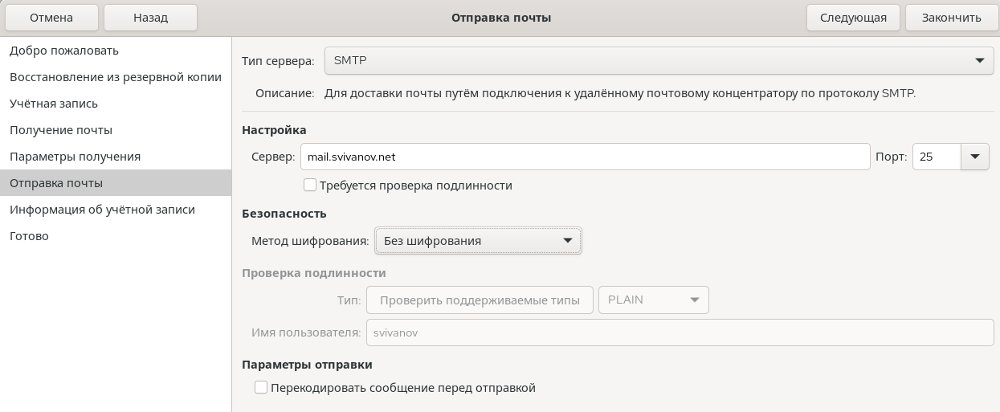 Отмена Назад Отправка почты Следующая Закончить
Добро пожаловать
Восстановление из резервной копии
Учётная запись
Получение почты
Параметры получения
Отправка почты
Информация об учётной записи
Готово
Тип сервера: SMTP
Описание: Для доставки почты путём подключения к удалённому почтовому концентратору по протоколу SMTP.
Настройка
Сервер: mail.svivanov.net Порт: 25
Требуется проверка подлинности
Безопасность
Метод шифрования: Без шифрования
Проверка подлинности
Тип: Проверить поддерживаемые типы PLAIN
Имя пользователя: svivanov
Параметры отправки
Перекодировать сообщение перед отправкой